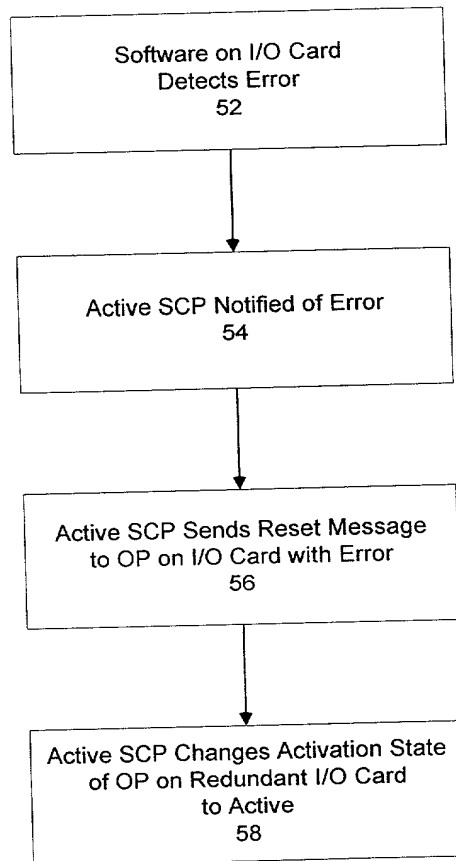 Software on I/O Card
Detects Error
52
Active SCP Notified of Error
54
Active SCP Sends Reset Message
to OP on I/O Card with Error
56
Active SCP Changes Activation State
of OP on Redundant I/O Card
to Active
58